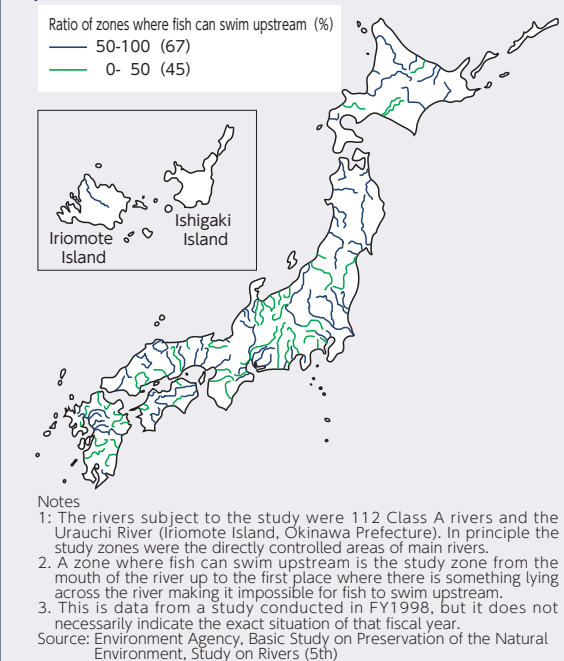 Ratio of zones where fish can swim upstream (%)
50-100 (67)
0- 50 (45)
Ishigaki
Island
Iriomote
Island
Notes
1: The rivers subject to the study were 112 Class A rivers and the
Urauchi River (Iriomote Island, Okinawa Prefecture). In principle the
study zones were the directly controlled areas of main rivers.
2. A zone where fish can swim upstream is the study zone from the
mouth of the river up to the first place where there is something lying
across the river making it impossible for fish to swim upstream.
3. This is data from a study conducted in FY1998, but it does not
necessarily indicate the exact situation of that fiscal year.
Source: Environment Agency, Basic Study on Preservation of the Natural
Environment, Study on Rivers (5th)